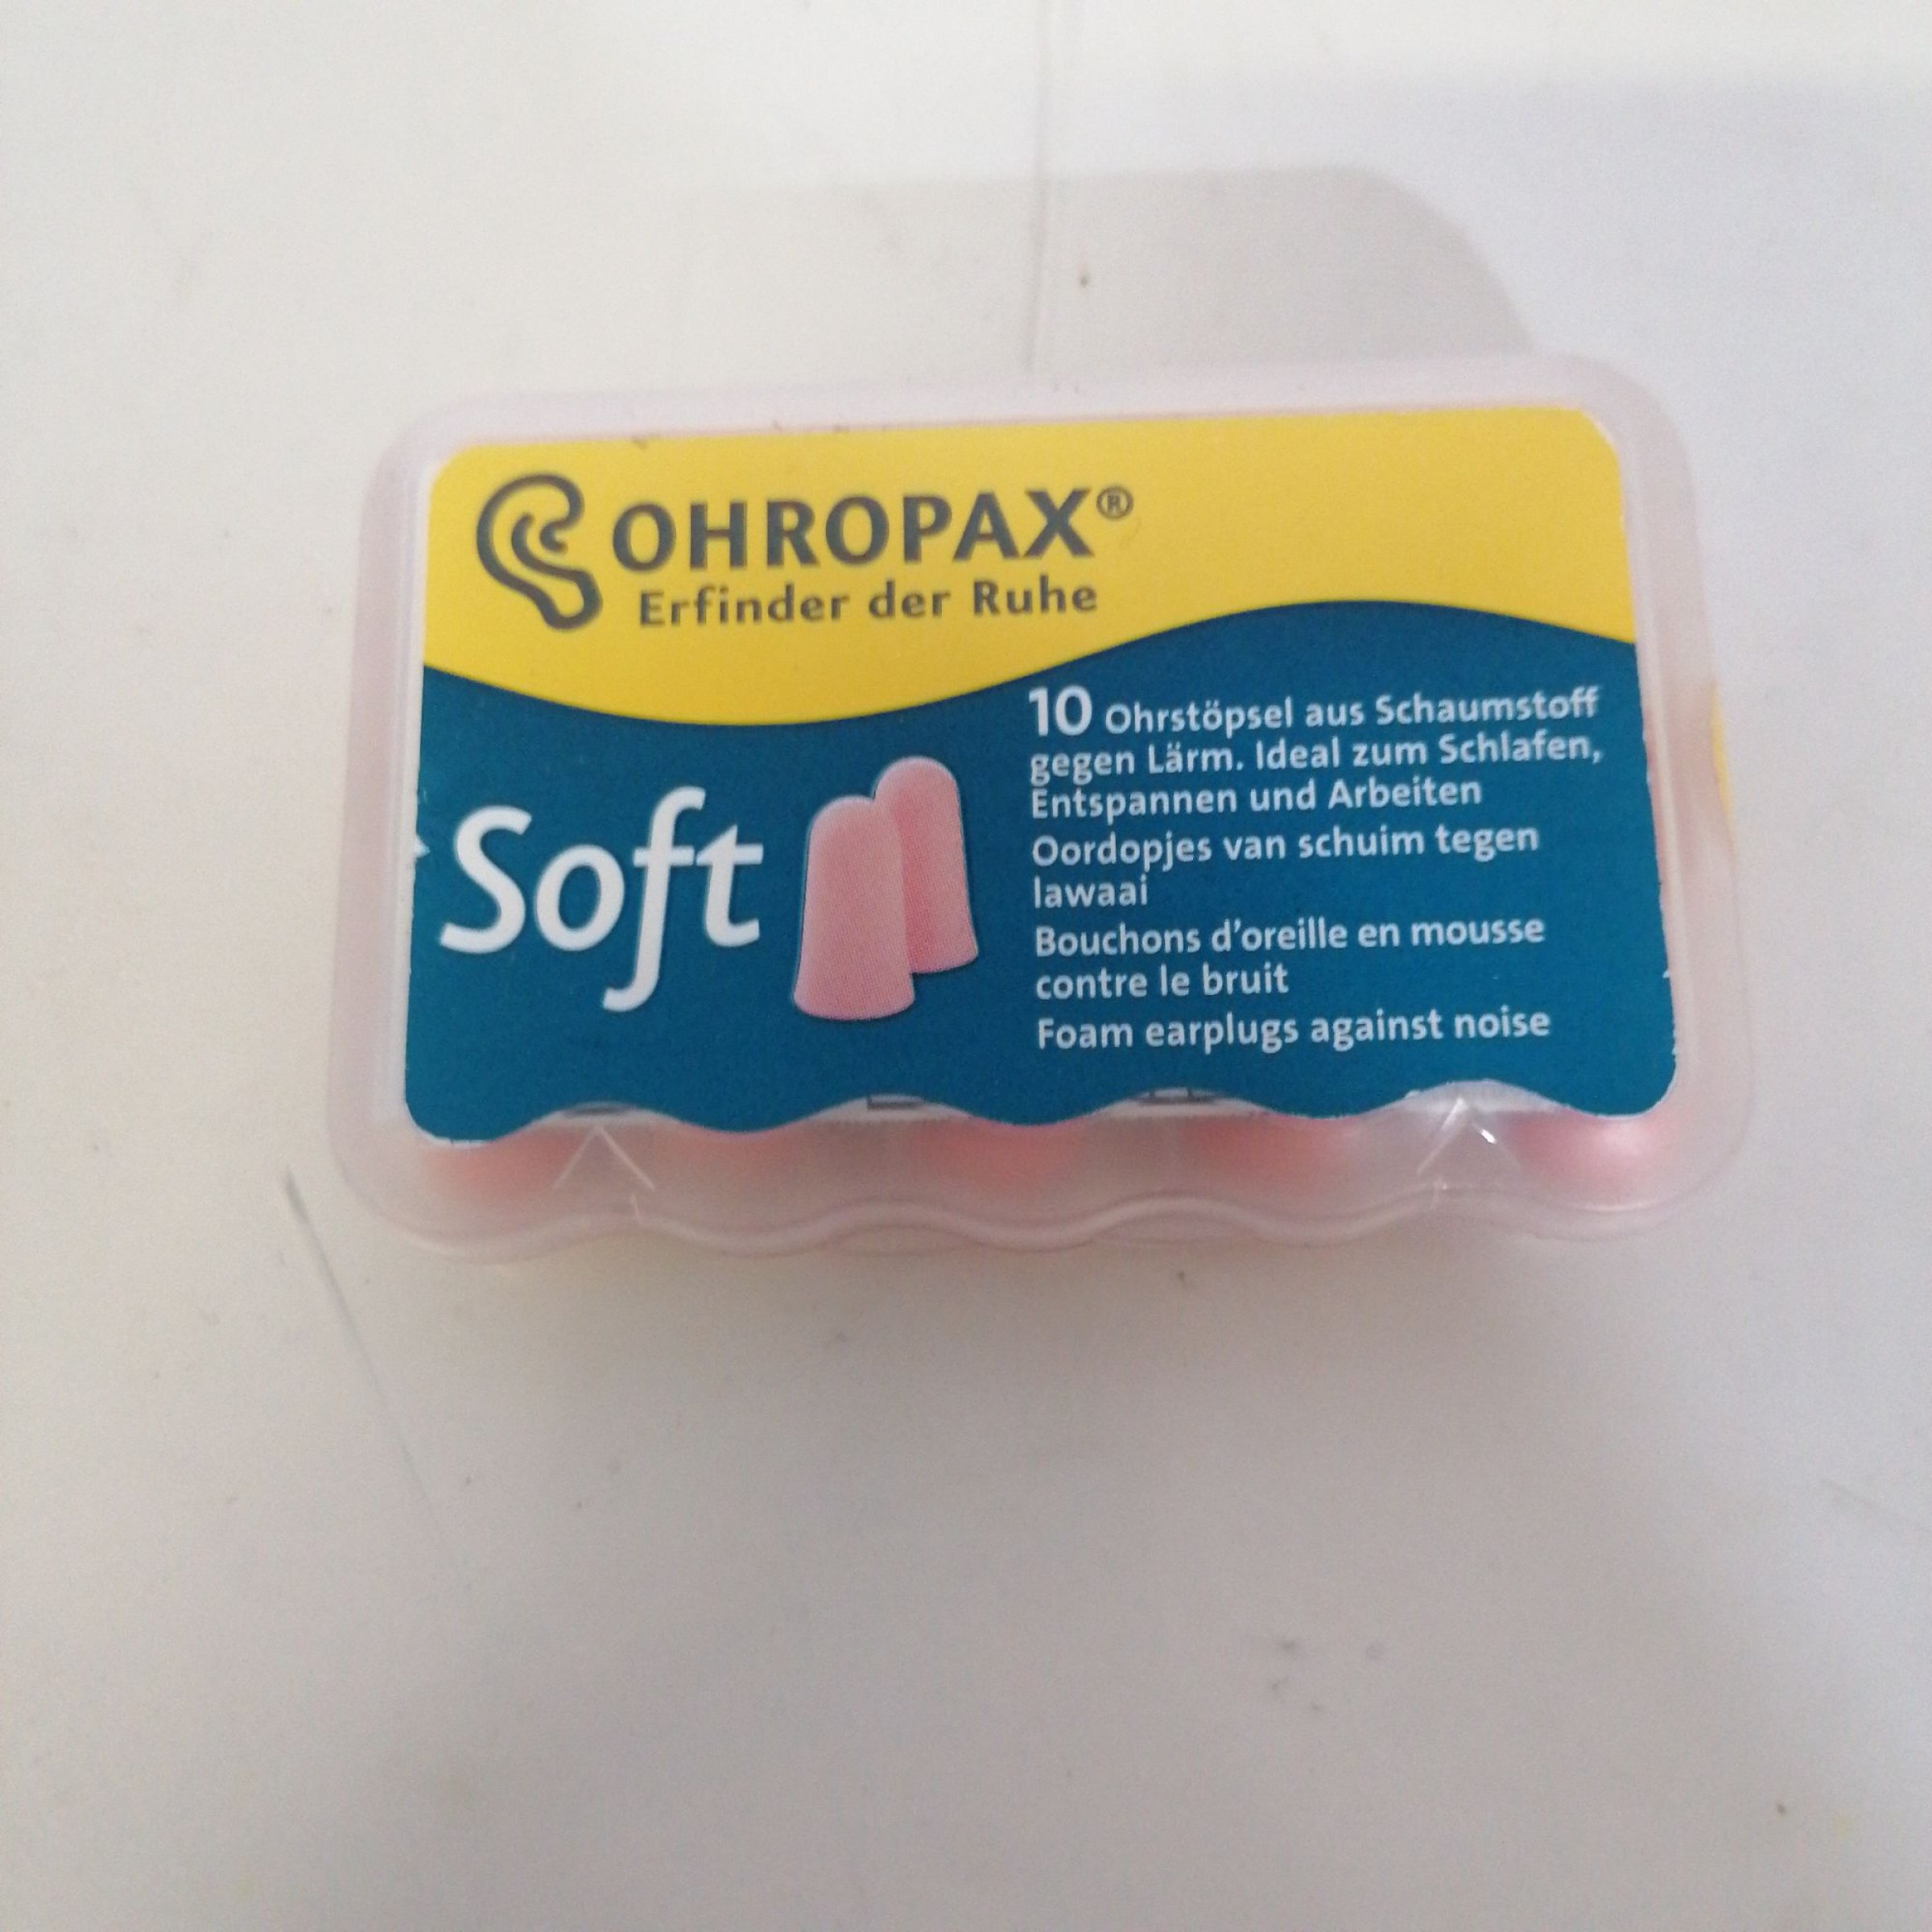 OHROPAX®
Erfinder der Ruhe
Soft
10 Ohrstöpsel aus Schaumstoff
gegen Lärm. Ideal zum Schlafen,
Entspannen und Arbeiten
Oordopjes van schuim tegen
lawaai
Bouchons d'oreille en mousse
contre le bruit
Foam earplugs against noise